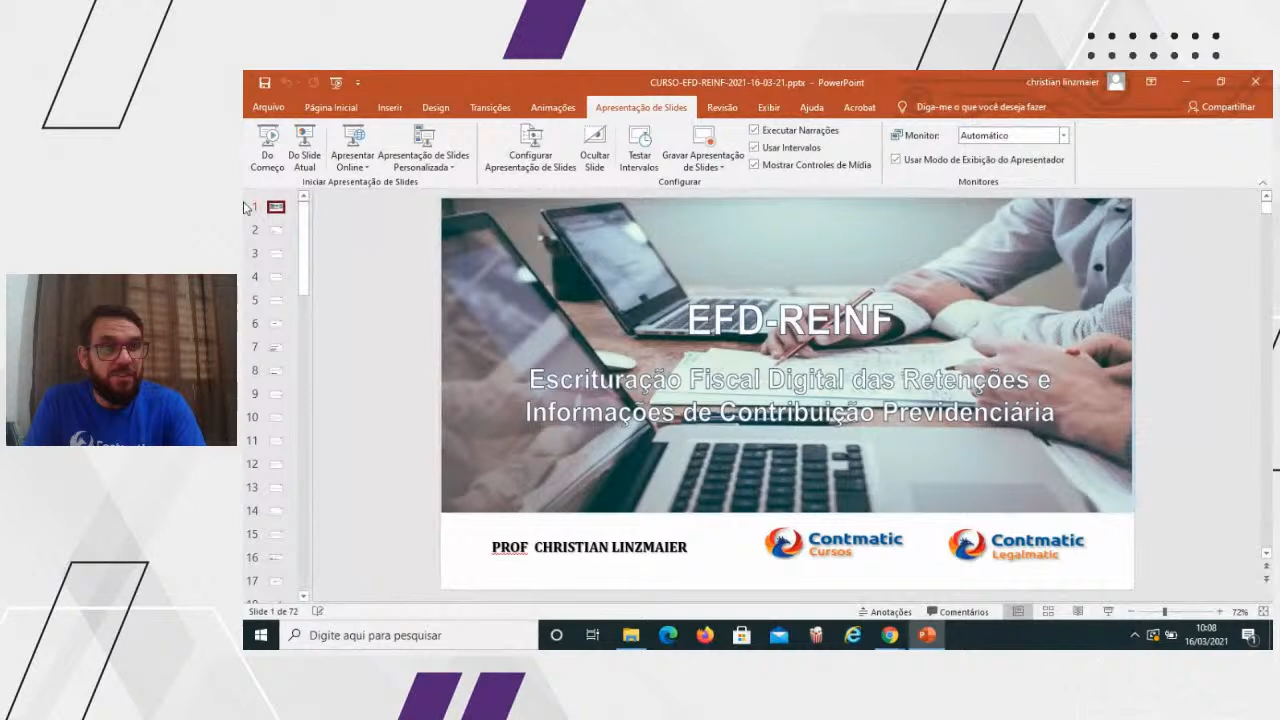 CURSO-EFD-REINF-2021-16-03-21.pptx - PowerPoint
christian linzmaier
Arquivo Página Inicial Inserir Design Transições Animações Apresentação de Slides Revisão Exibir Ajuda Acrobat Diga-me o que você deseja fazer Compartilhar
Do Começo
Do Slide Atual
Apresentar Online
Apresentação de Slides Personalizada
Iniciar Apresentação de Slides
Configurar Apresentação de Slides
Ocultar Slide
Testar Intervalos
Gravar Apresentação de Slides
Executar Narrações
Usar Intervalos
Mostrar Controles de Mídia
Configurar
Monitor: Automático
Usar Modo de Exibição do Apresentador
Monitores
1
2
3
4
5
6
7
8
9
10
11
12
13
14
15
16
17
EFD-REINF
Escrituração Fiscal Digital das Retenções e
Informações de Contribuição Previdenciária
PROF CHRISTIAN LINZMAIER
Contmatic
Cursos
Contmatic
Legalmatic
Slide 1 de 72
Anotações Comentários 72%
Digite aqui para pesquisar
10:08
16/03/2021